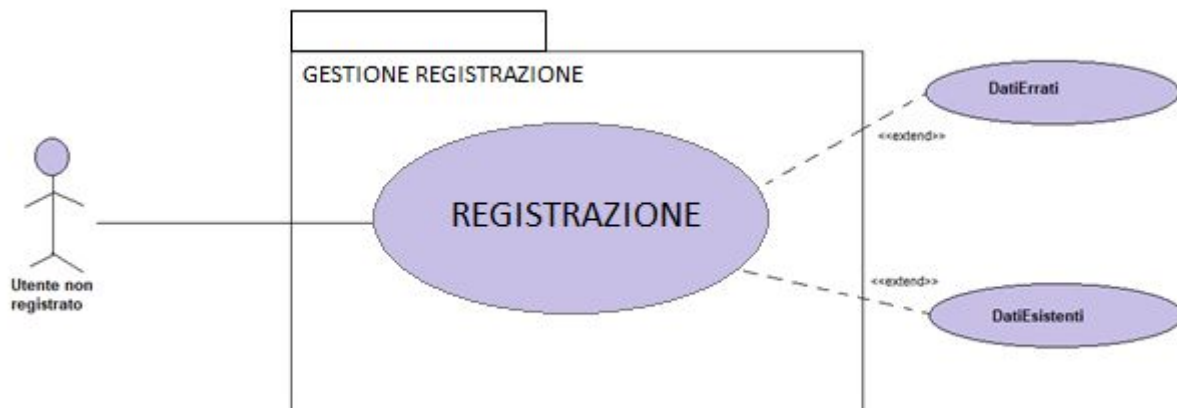 GESTIONE REGISTRAZIONE
DatiErrati
<<extend>>
REGISTRAZIONE
Utente non
registrato
<<extend>>
DatiEsistenti